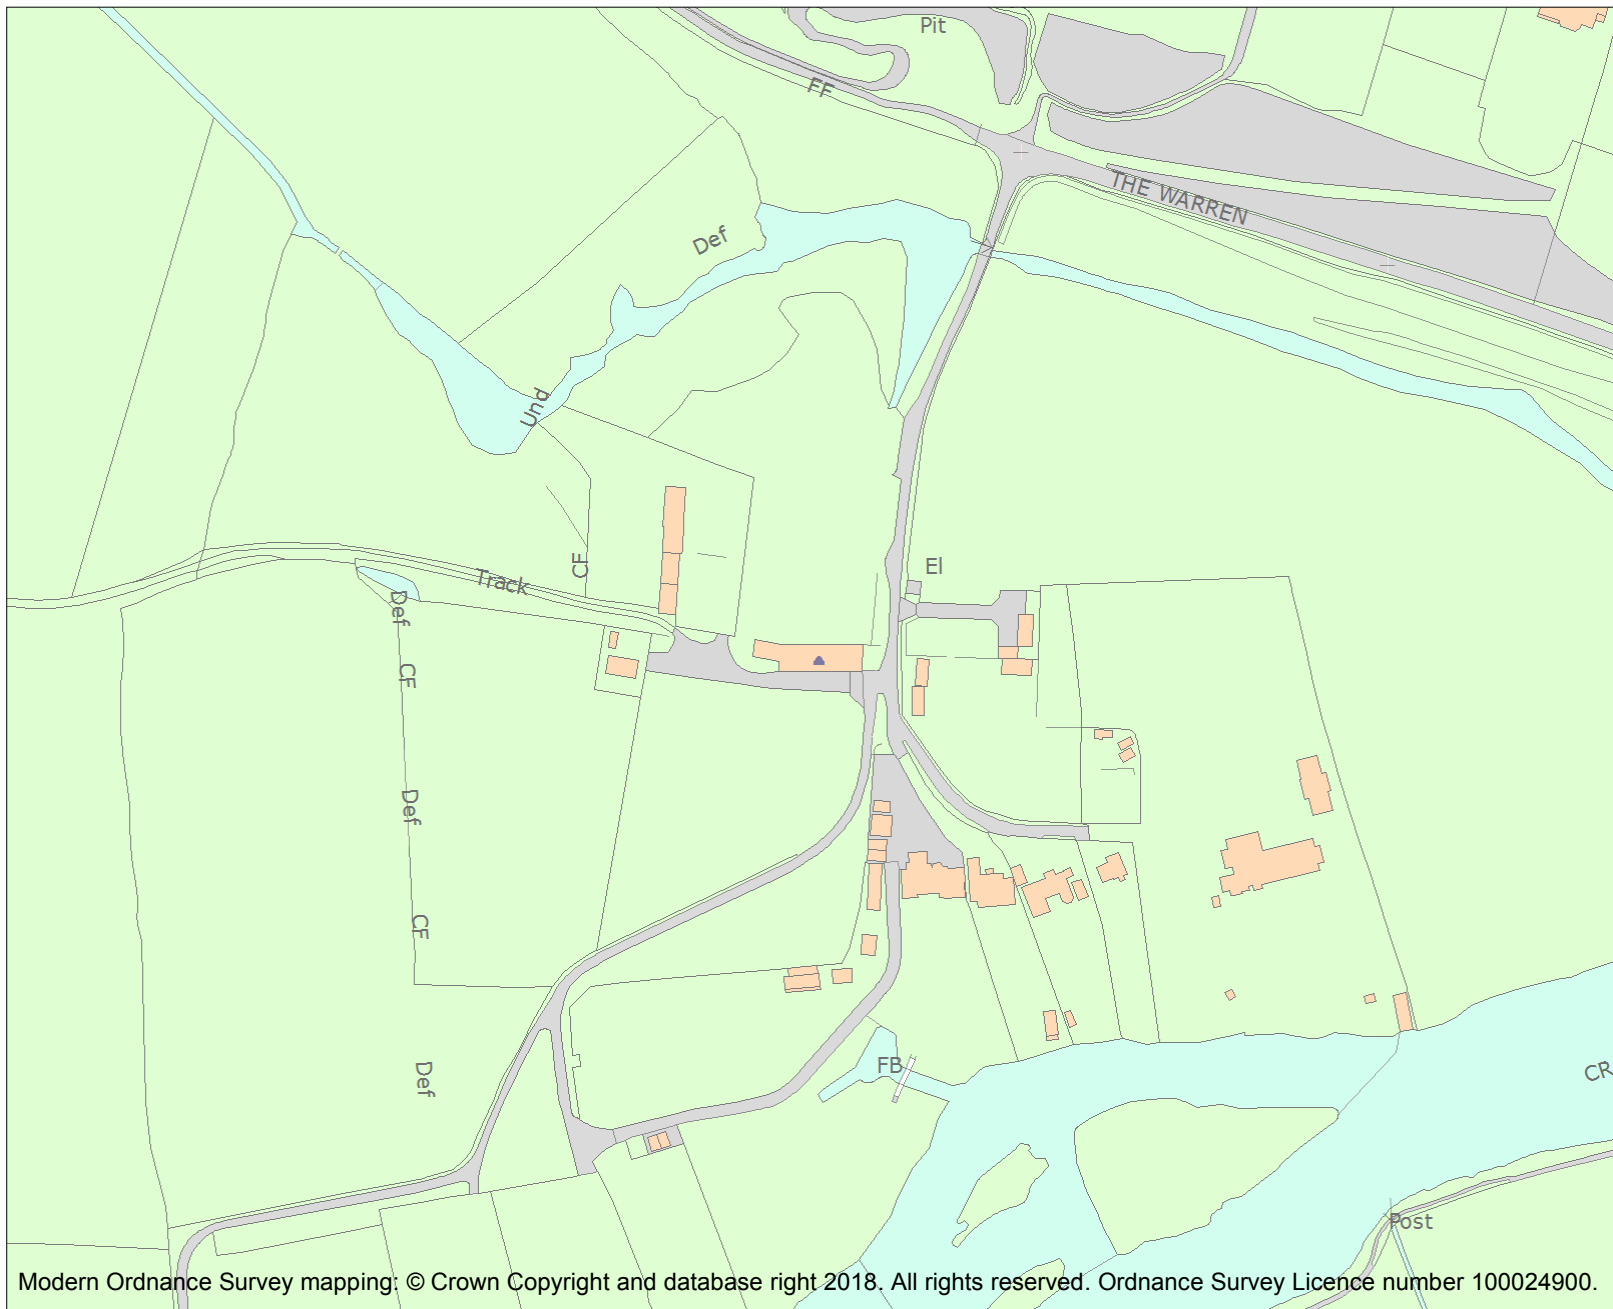 Pit
FF
THE WARREN
Def
Und
El
CF
Track
Def
CF
Def
CF
Def
FB
CR
Post
Modern Ordnance Survey mapping: © Crown Copyright and database right 2018. All rights reserved. Ordnance Survey Licence number 100024900.